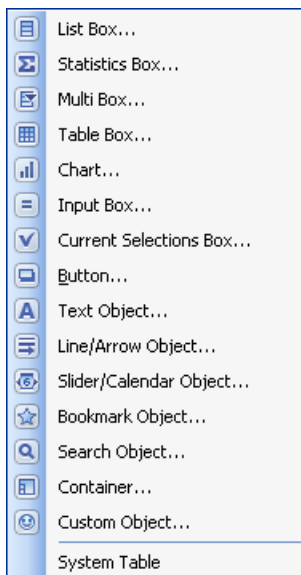 List Box...
Statistics Box...
Multi Box...
Table Box...
Chart...
Input Box...
Current Selections Box...
Button...
Text Object...
Line/Arrow Object...
Slider/Calendar Object...
Bookmark Object...
Search Object...
Container...
Custom Object...
System Table